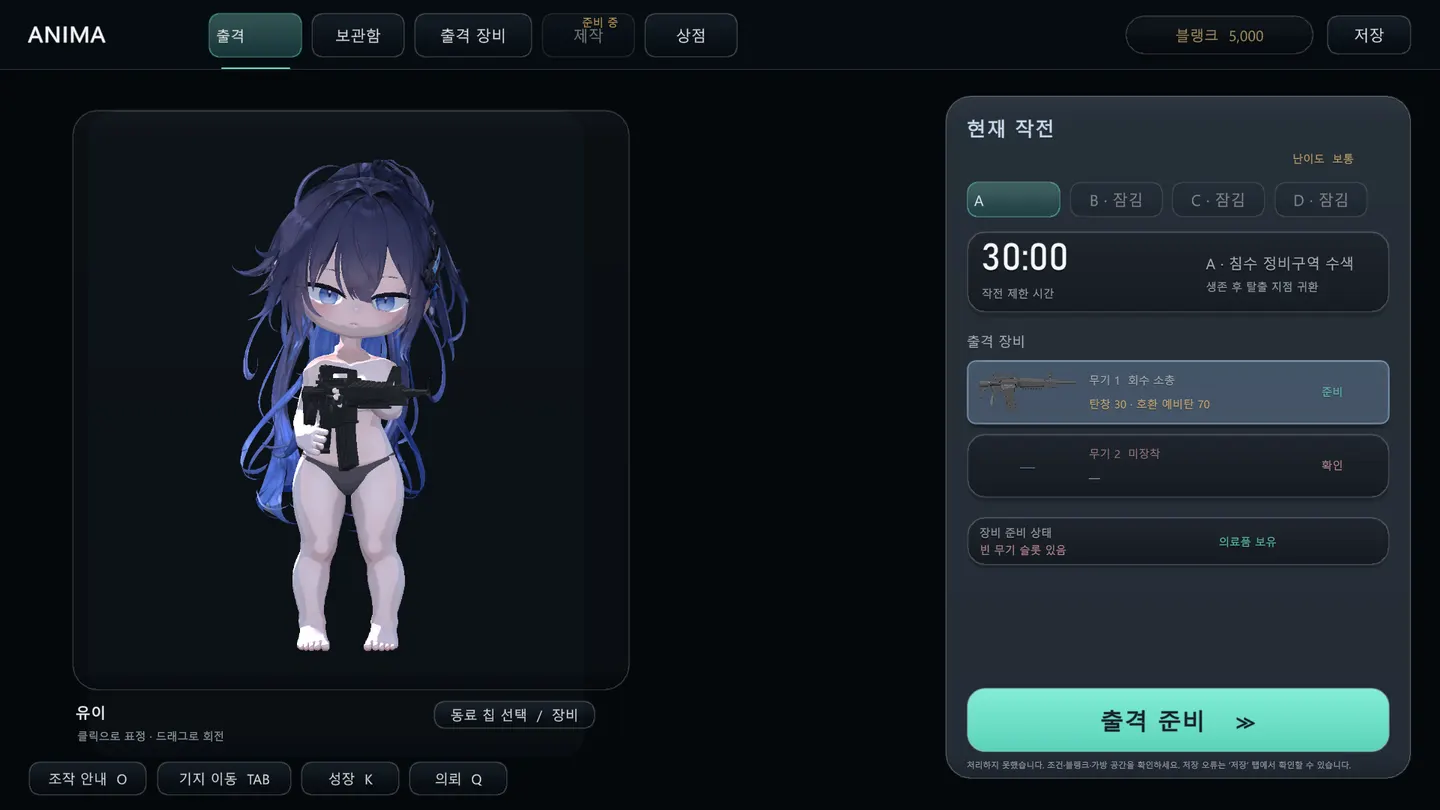 ANIMA
출격
보관함
출격 장비
준비 중
제작
상점
블랭크 5,000
저장
현재 작전
난이도 보통
A
B · 잠김
C · 잠김
D · 잠김
30:00
작전 제한 시간
A · 침수 정비구역 수색
생존 후 탈출 지점 귀환
출격 장비
무기 1 회수 소총
탄창 30 · 호환 예비탄 70
준비
—
무기 2 미장착
—
확인
장비 준비 상태
빈 무기 슬롯 있음
의료품 보유
출격 준비 ≫
처리하지 못했습니다. 조건·블랭크·가방 공간을 확인하세요. 저장 오류는 '저장' 탭에서 확인할 수 있습니다.
유이
클릭으로 표정 · 드래그로 회전
동료 칩 선택 / 장비
조작 안내 O
기지 이동 TAB
성장 K
의뢰 Q